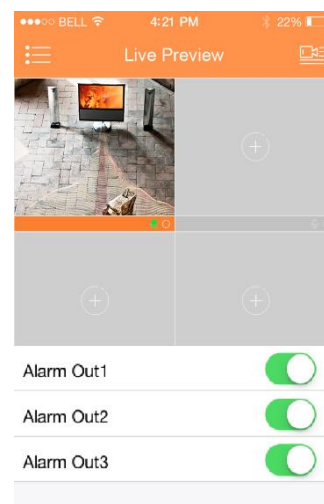 BELL 4:21 PM 22%
Live Preview
Alarm Out1
Alarm Out2
Alarm Out3